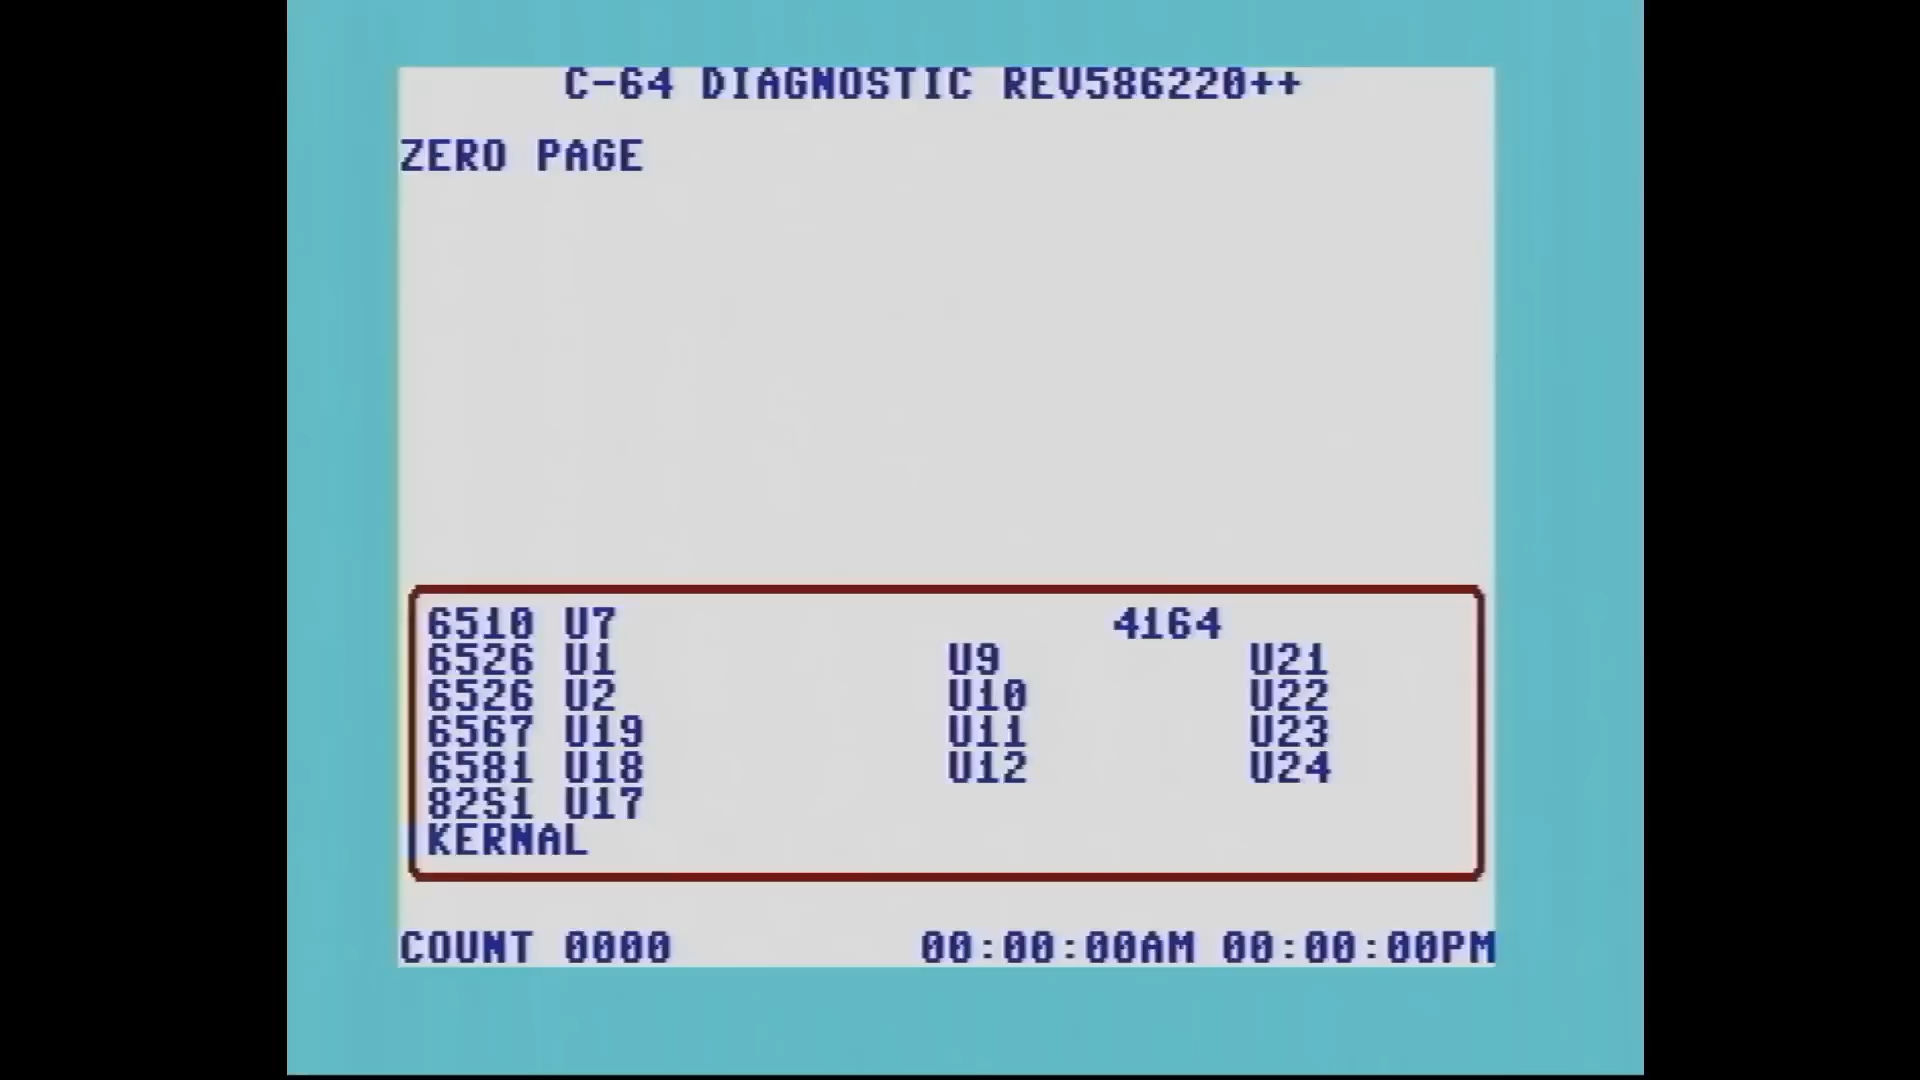 C-64 DIAGNOSTIC REV586220++
ZERO PAGE
6510 U7 4164
6526 U1 U9 U21
6526 U2 U10 U22
6567 U19 U11 U23
6581 U18 U12 U24
82S1 U17
KERNAL
COUNT 0000 00:00:00AM 00:00:00PM